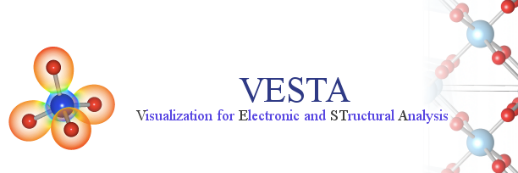 VESTA
Visualization for Electronic and STructural Analysis